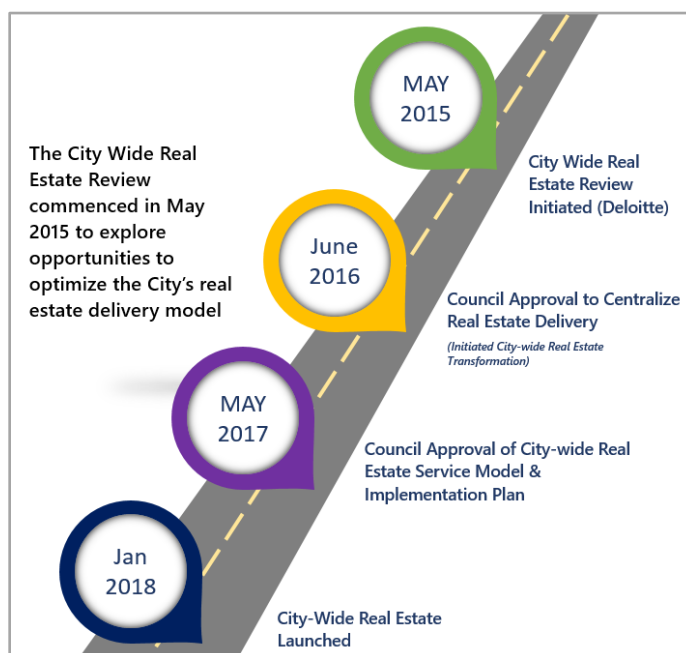 MAY
2015
The City Wide Real
Estate Review
commenced in May
2015 to explore
opportunities to
optimize the City's real
estate delivery model
City Wide Real
Estate Review
Initiated (Deloitte)
June
2016
Council Approval to Centralize
Real Estate Delivery
(Initiated City-wide Real Estate
Transformation)
MAY
2017
Council Approval of City-wide Real
Estate Service Model &
Implementation Plan
Jan
2018
City-Wide Real Estate
Launched